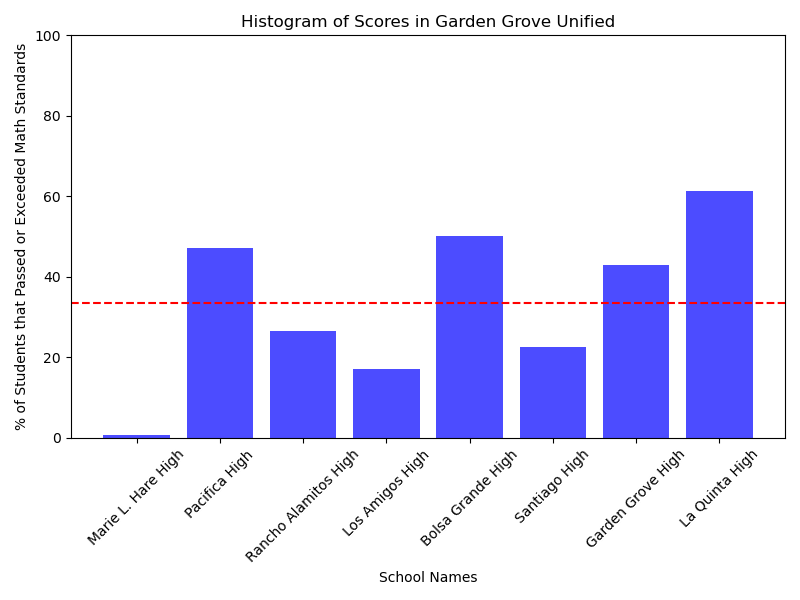 Histogram of Scores in Garden Grove Unified
% of Students that Passed or Exceeded Math Standards
100
80
60
40
20
0
Marie L. Hare High
Pacifica High
Rancho Alamitos High
Los Amigos High
Bolsa Grande High
Santiago High
Garden Grove High
La Quinta High
School Names